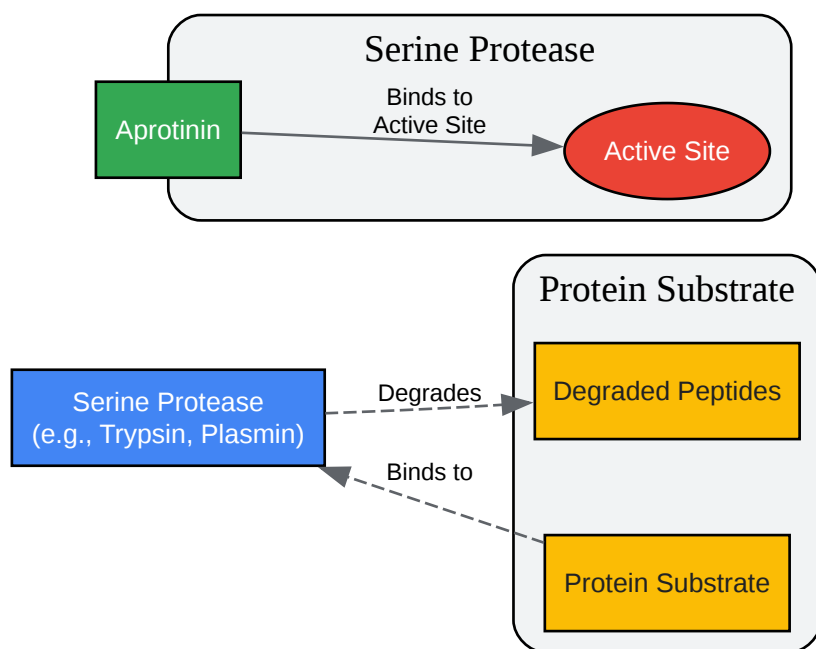 Serine Protease
Aprotinin
Binds to
Active Site
Active Site
Protein Substrate
Serine Protease
(e.g., Trypsin, Plasmin)
Degrades
Degraded Peptides
Binds to
Protein Substrate